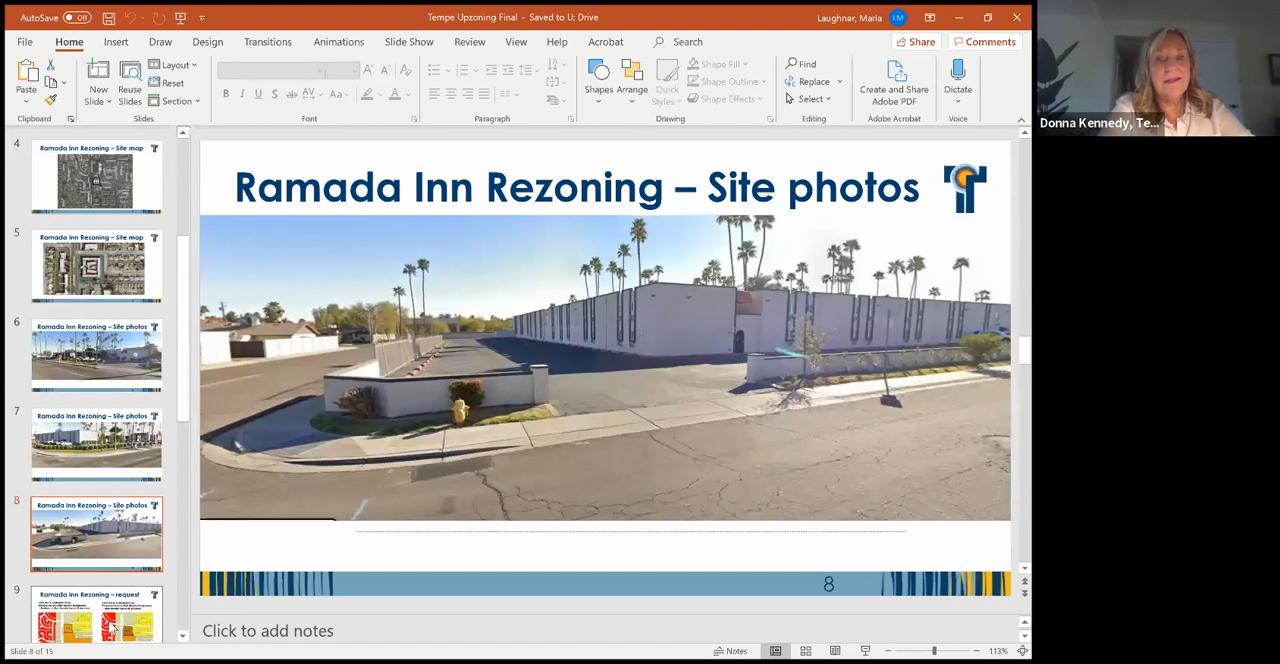 AutoSave Off
Tempe Upzoning Final - Saved to U: Drive
Laughner, Maria LM
File Home Insert Draw Design Transitions Animations Slide Show Review View Help Acrobat Search
Share Comments
Paste
Clipboard
New Slide
Reuse Slides
Layout
Reset
Section
Slides
B I U S ab AV Aa A
Font
Paragraph
Shapes
Arrange
Quick Styles
Shape Fill
Shape Outline
Shape Effects
Drawing
Find
Replace
Select
Editing
Create and Share Adobe PDF
Adobe Acrobat
Dictate
Voice
Donna Kennedy, Te...
4
Ramada Inn Rezoning – Site map
5
Ramada Inn Rezoning – Site map
6
Ramada Inn Rezoning – Site photos
7
Ramada Inn Rezoning – Site photos
8
Ramada Inn Rezoning – Site photos
9
Ramada Inn Rezoning – request
Ramada Inn Rezoning – Site photos
8
Click to add notes
Slide 8 of 15
Notes
113%